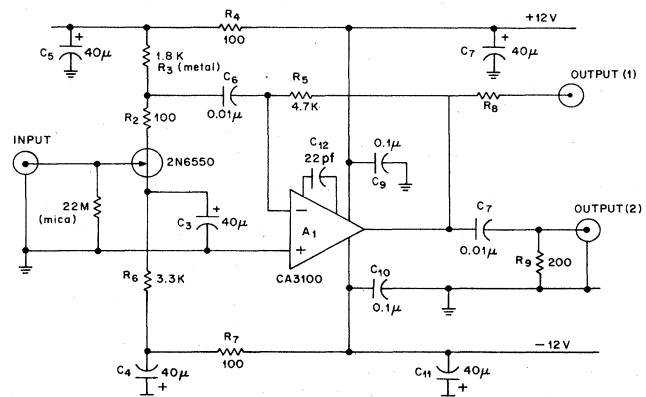 R4
100
+12V
C5
+
40μ
1.8K
R3 (metal)
C7
+
40μ
C6
0.01μ
R5
4.7K
OUTPUT (1)
R8
R2
100
INPUT
2N6550
C12
22pf
0.1μ
C9
22M
(mica)
C3
+
40μ
−
A1
+
CA3100
C7
0.01μ
OUTPUT (2)
R9
200
R6
3.3K
C10
0.1μ
R7
100
−12V
C4
40μ
+
C11
40μ
+